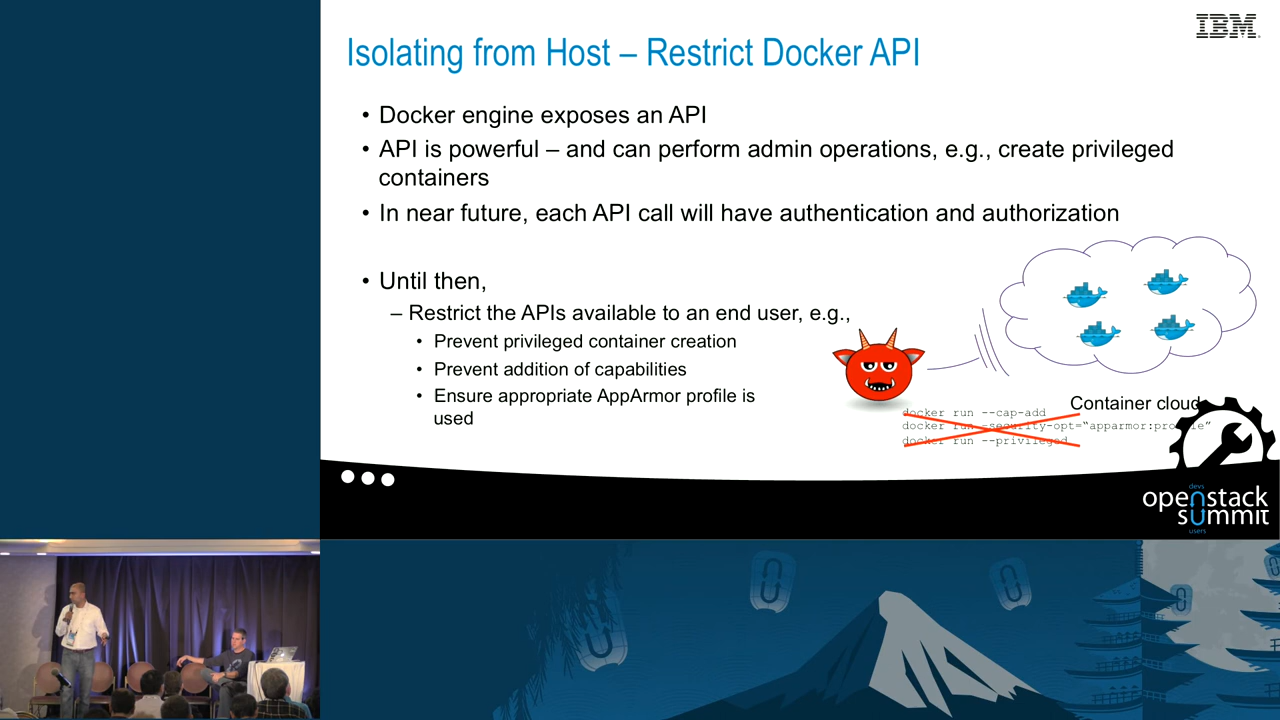 IBM
Isolating from Host – Restrict Docker API
• Docker engine exposes an API
• API is powerful – and can perform admin operations, e.g., create privileged
containers
• In near future, each API call will have authentication and authorization
• Until then,
– Restrict the APIs available to an end user, e.g.,
• Prevent privileged container creation
• Prevent addition of capabilities
• Ensure appropriate AppArmor profile is
used
Container cloud
docker run --cap-add
docker run –security-opt=“apparmor:profile”
docker run --privileged
devs
openstack
summit
users